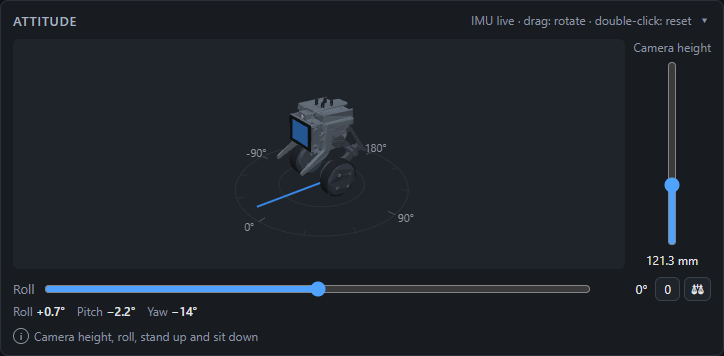 ATTITUDE
IMU live · drag: rotate · double-click: reset ▾
Camera height
-90°
180°
0°
90°
121.3 mm
Roll
0°
0
Roll +0.7° Pitch −2.2° Yaw −14°
Camera height, roll, stand up and sit down